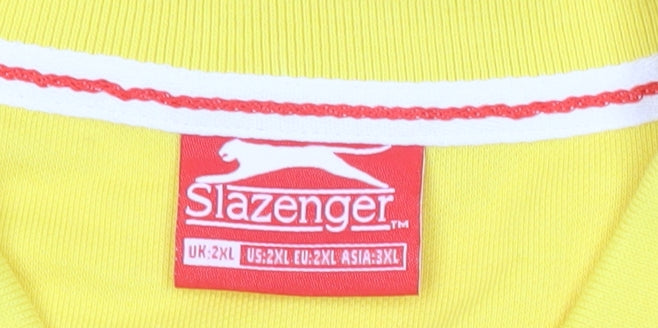 Slazenger™
UK:2XL US:2XL EU:2XL ASIA:3XL